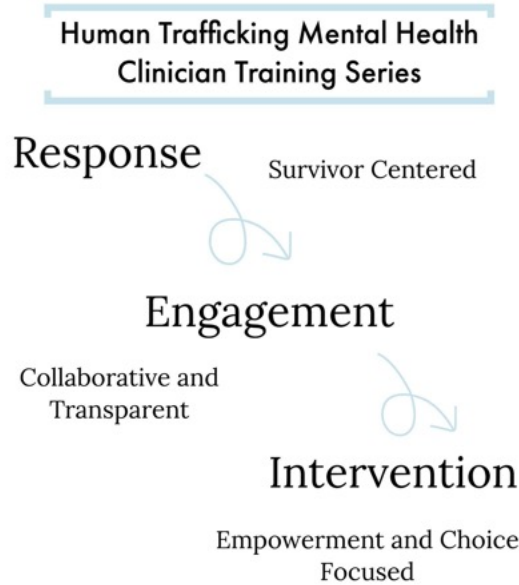 Human Trafficking Mental Health
Clinician Training Series
Response
Survivor Centered
Engagement
Collaborative and
Transparent
Intervention
Empowerment and Choice
Focused